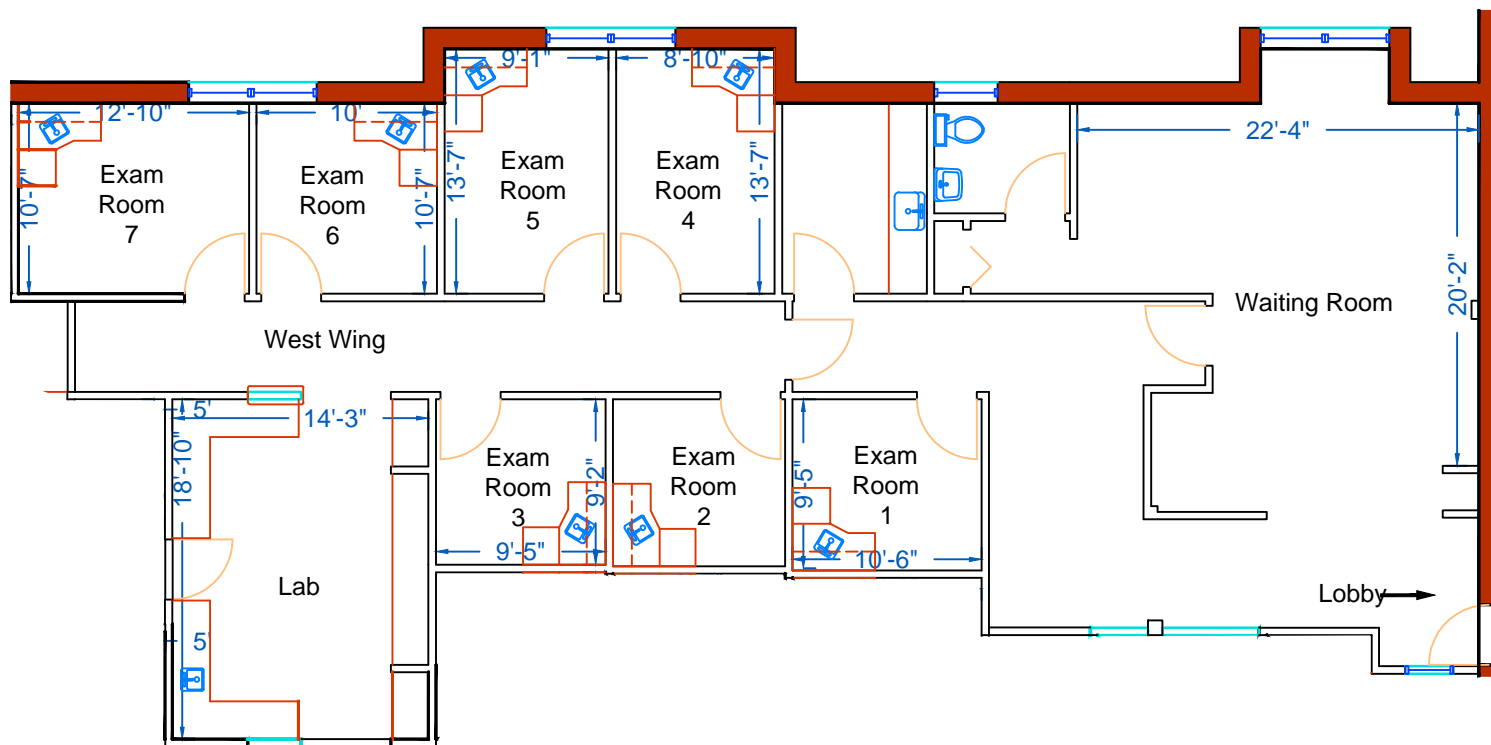 9'-1"
8'-10"
12'-10"
10'
22'-4"
Exam
Room
7
10'-7"
Exam
Room
6
10'-7"
Exam
Room
5
13'-7"
Exam
Room
4
13'-7"
20'-2"
Waiting Room
West Wing
5'
14'-3"
18'-10"
Exam
Room
3
9'-2"
9'-5"
Exam
Room
2
Exam
Room
1
9'-5"
10'-6"
Lab
5'
Lobby